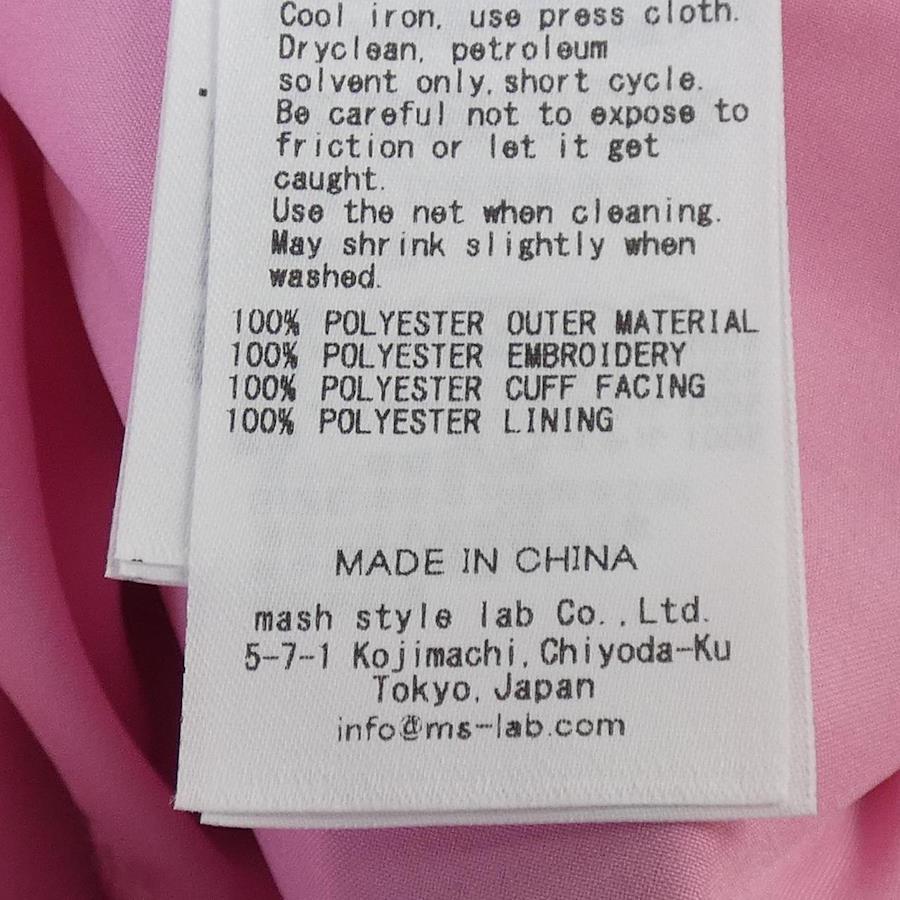 Cool iron, use press cloth.
Dryclean, petroleum
solvent only, short cycle.
Be careful not to expose to
friction or let it get
caught.
Use the net when cleaning.
May shrink slightly when
washed.
100% POLYESTER OUTER MATERIAL
100% POLYESTER EMBROIDERY
100% POLYESTER CUFF FACING
100% POLYESTER LINING
MADE IN CHINA
mash style lab Co.,Ltd.
5-7-1 Kojimachi,Chiyoda-Ku
Tokyo,Japan
info@ms-lab.com